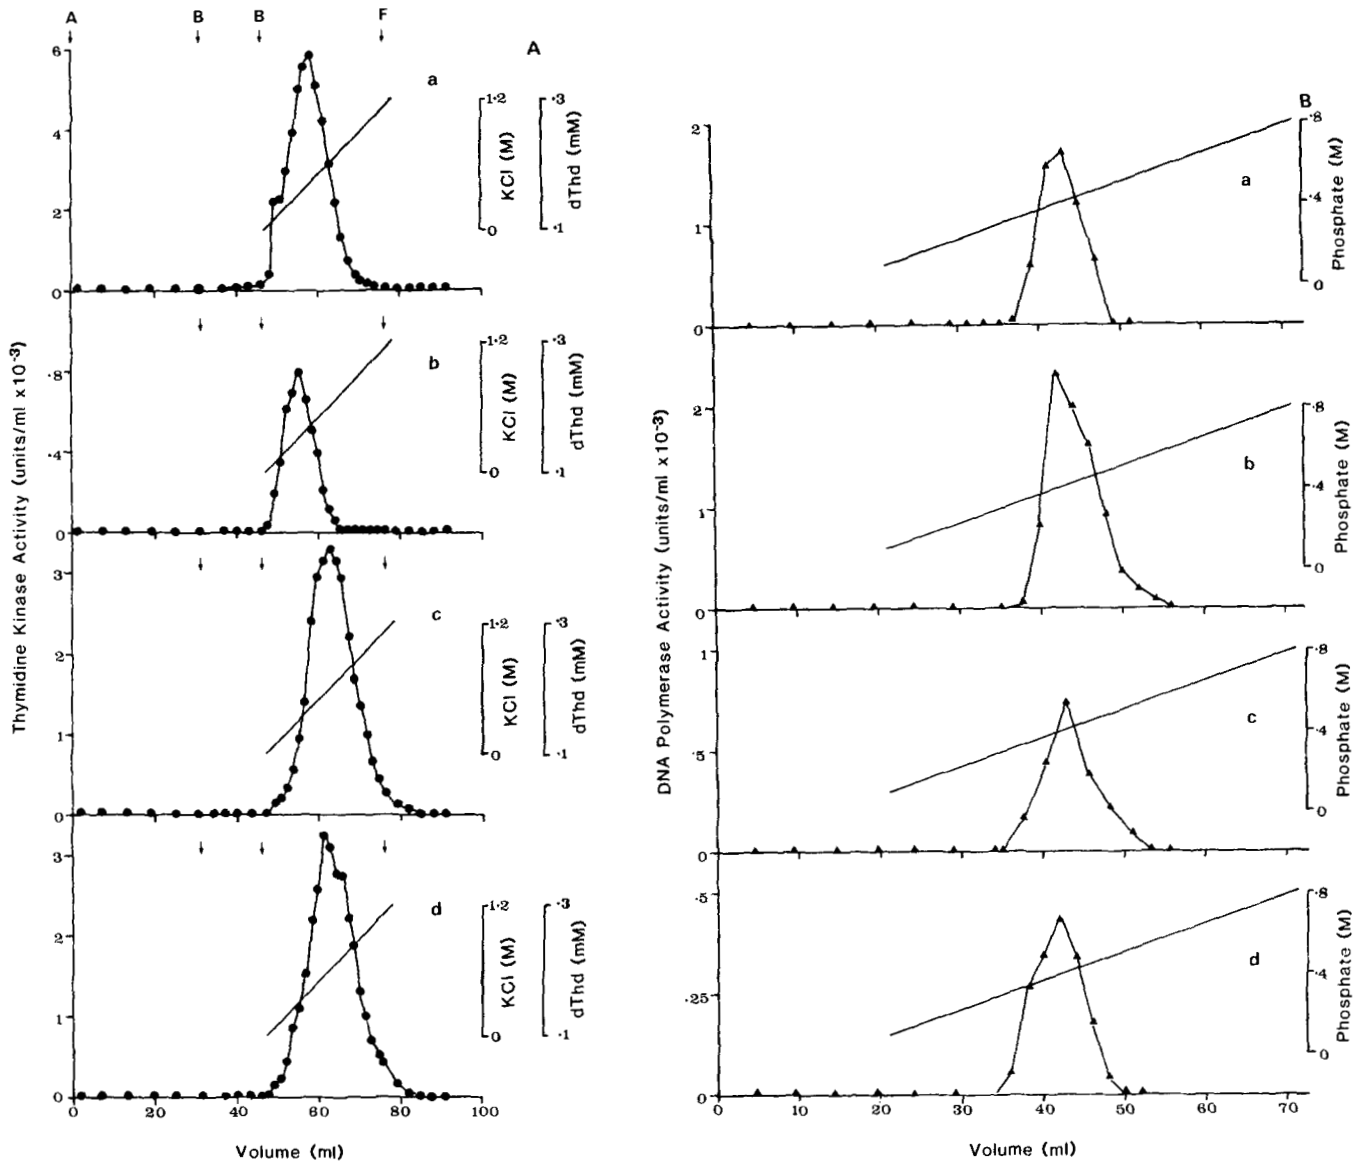 A B B F
A
6
4
2
0
a
1·2
KCl (M)
0
·3
dThd (mM)
·1
Thymidine Kinase Activity (units/ml x10⁻³)
·8
·4
0
b
1·2
KCl (M)
0
·3
dThd (mM)
·1
3
2
1
0
c
1·2
KCl (M)
0
·3
dThd (mM)
·1
3
2
1
0
d
1·2
KCl (M)
0
·3
dThd (mM)
·1
0 20 40 60 80 100
Volume (ml)
B
2
1
0
a
·8
·4
0
Phosphate (M)
DNA Polymerase Activity (units/ml x10⁻³)
2
1
0
b
·8
·4
0
Phosphate (M)
1
·5
0
c
·8
·4
0
Phosphate (M)
·5
·25
0
d
·8
·4
0
Phosphate (M)
0 10 20 30 40 50 60 70
Volume (ml)